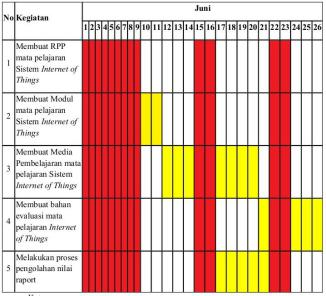 No Kegiatan
Juni
1 2 3 4 5 6 7 8 9 10 11 12 13 14 15 16 17 18 19 20 21 22 23 24 25 26
1
Membuat RPP
mata pelajaran
Sistem Internet of
Things
2
Membuat Modul
mata pelajaran
Sistem Internet of
Things
3
Membuat Media
Pembelajaran mata
pelajaran Sistem
Internet of Things
4
Membuat bahan
evaluasi mata
pelajaran Internet
of Things
5
Melakukan proses
pengolahan nilai
raport